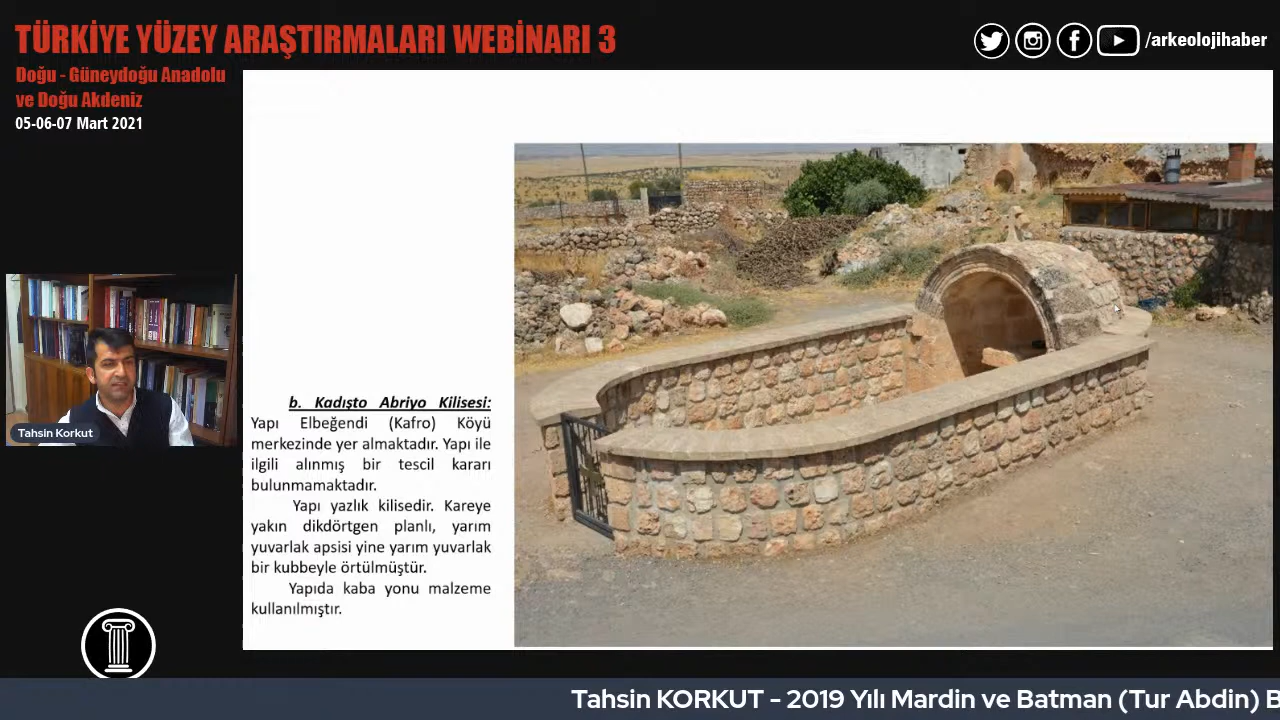 TÜRKİYE YÜZEY ARAŞTIRMALARI WEBİNARI 3
/arkeolojihaber
Doğu - Güneydoğu Anadolu
ve Doğu Akdeniz
05-06-07 Mart 2021
b. Kadışto Abriyo Kilisesi:
Yapı Elbeğendi (Kafro) Köyü
merkezinde yer almaktadır. Yapı ile
ilgili alınmış bir tescil kararı
bulunmamaktadır.
Yapı yazlık kilisedir. Kareye
yakın dikdörtgen planlı, yarım
yuvarlak apsisi yine yarım yuvarlak
bir kubbeyle örtülmüştür.
Yapıda kaba yonu malzeme
kullanılmıştır.
Tahsin Korkut
Tahsin KORKUT - 2019 Yılı Mardin ve Batman (Tur Abdin) B